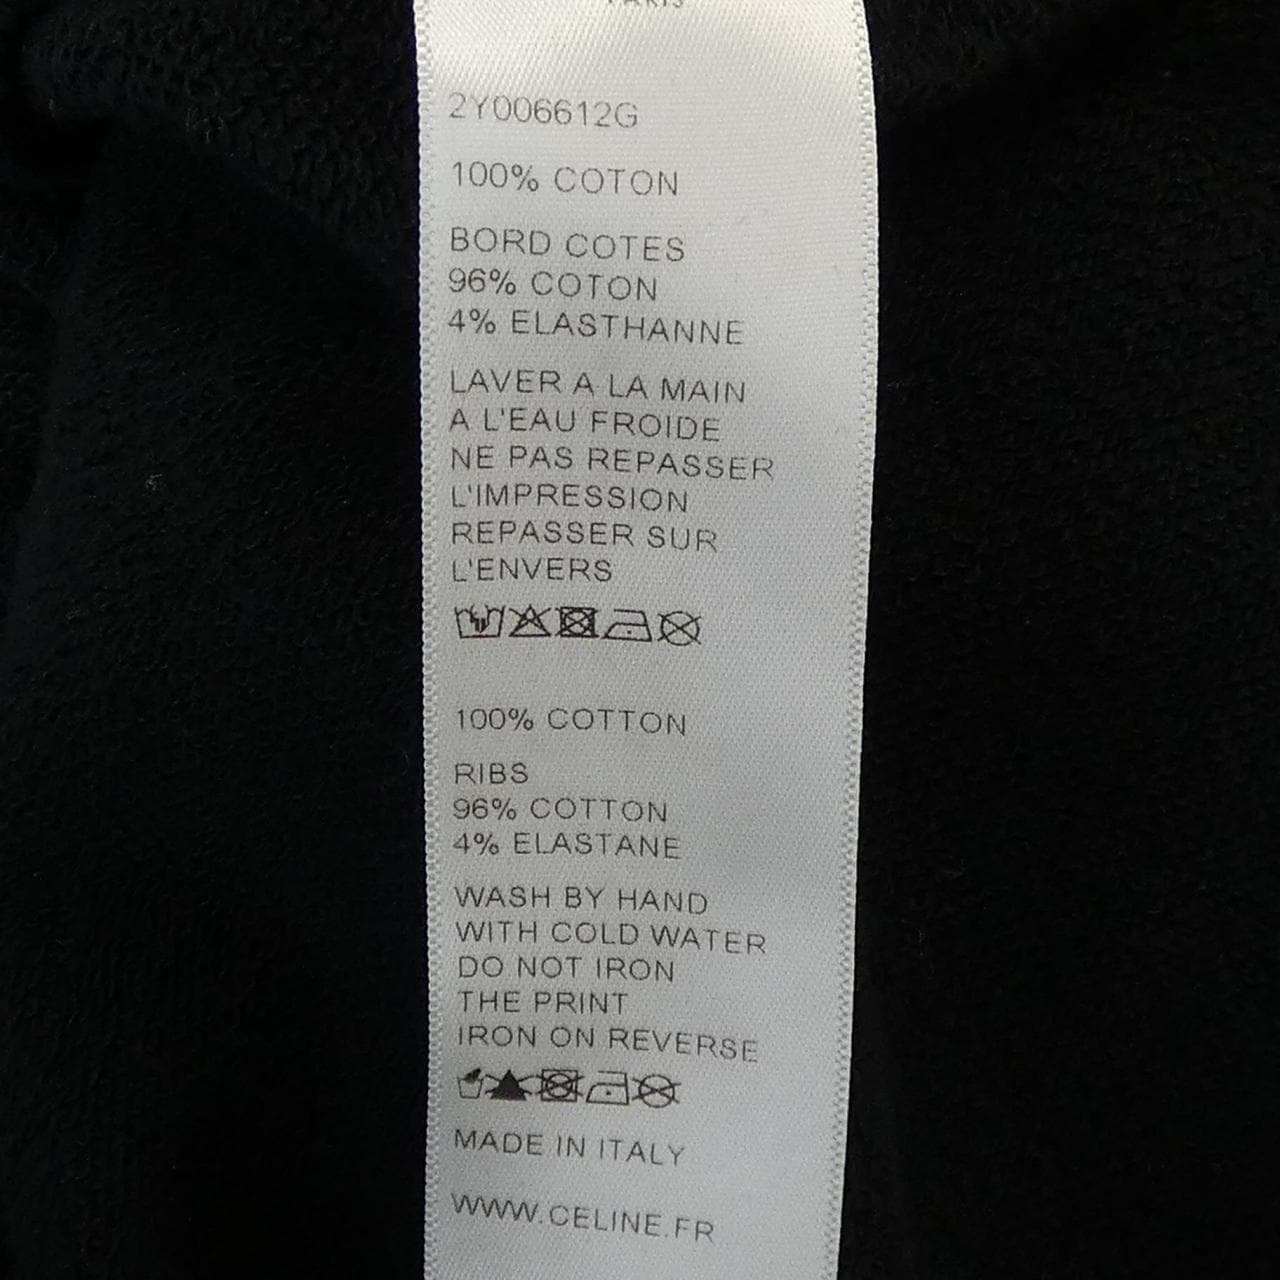 PARIS
2Y006612G
100% COTON
BORD COTES
96% COTON
4% ELASTHANNE
LAVER A LA MAIN
A L'EAU FROIDE
NE PAS REPASSER
L'IMPRESSION
REPASSER SUR
L'ENVERS
100% COTTON
RIBS
96% COTTON
4% ELASTANE
WASH BY HAND
WITH COLD WATER
DO NOT IRON
THE PRINT
IRON ON REVERSE
MADE IN ITALY
WWW.CELINE.FR